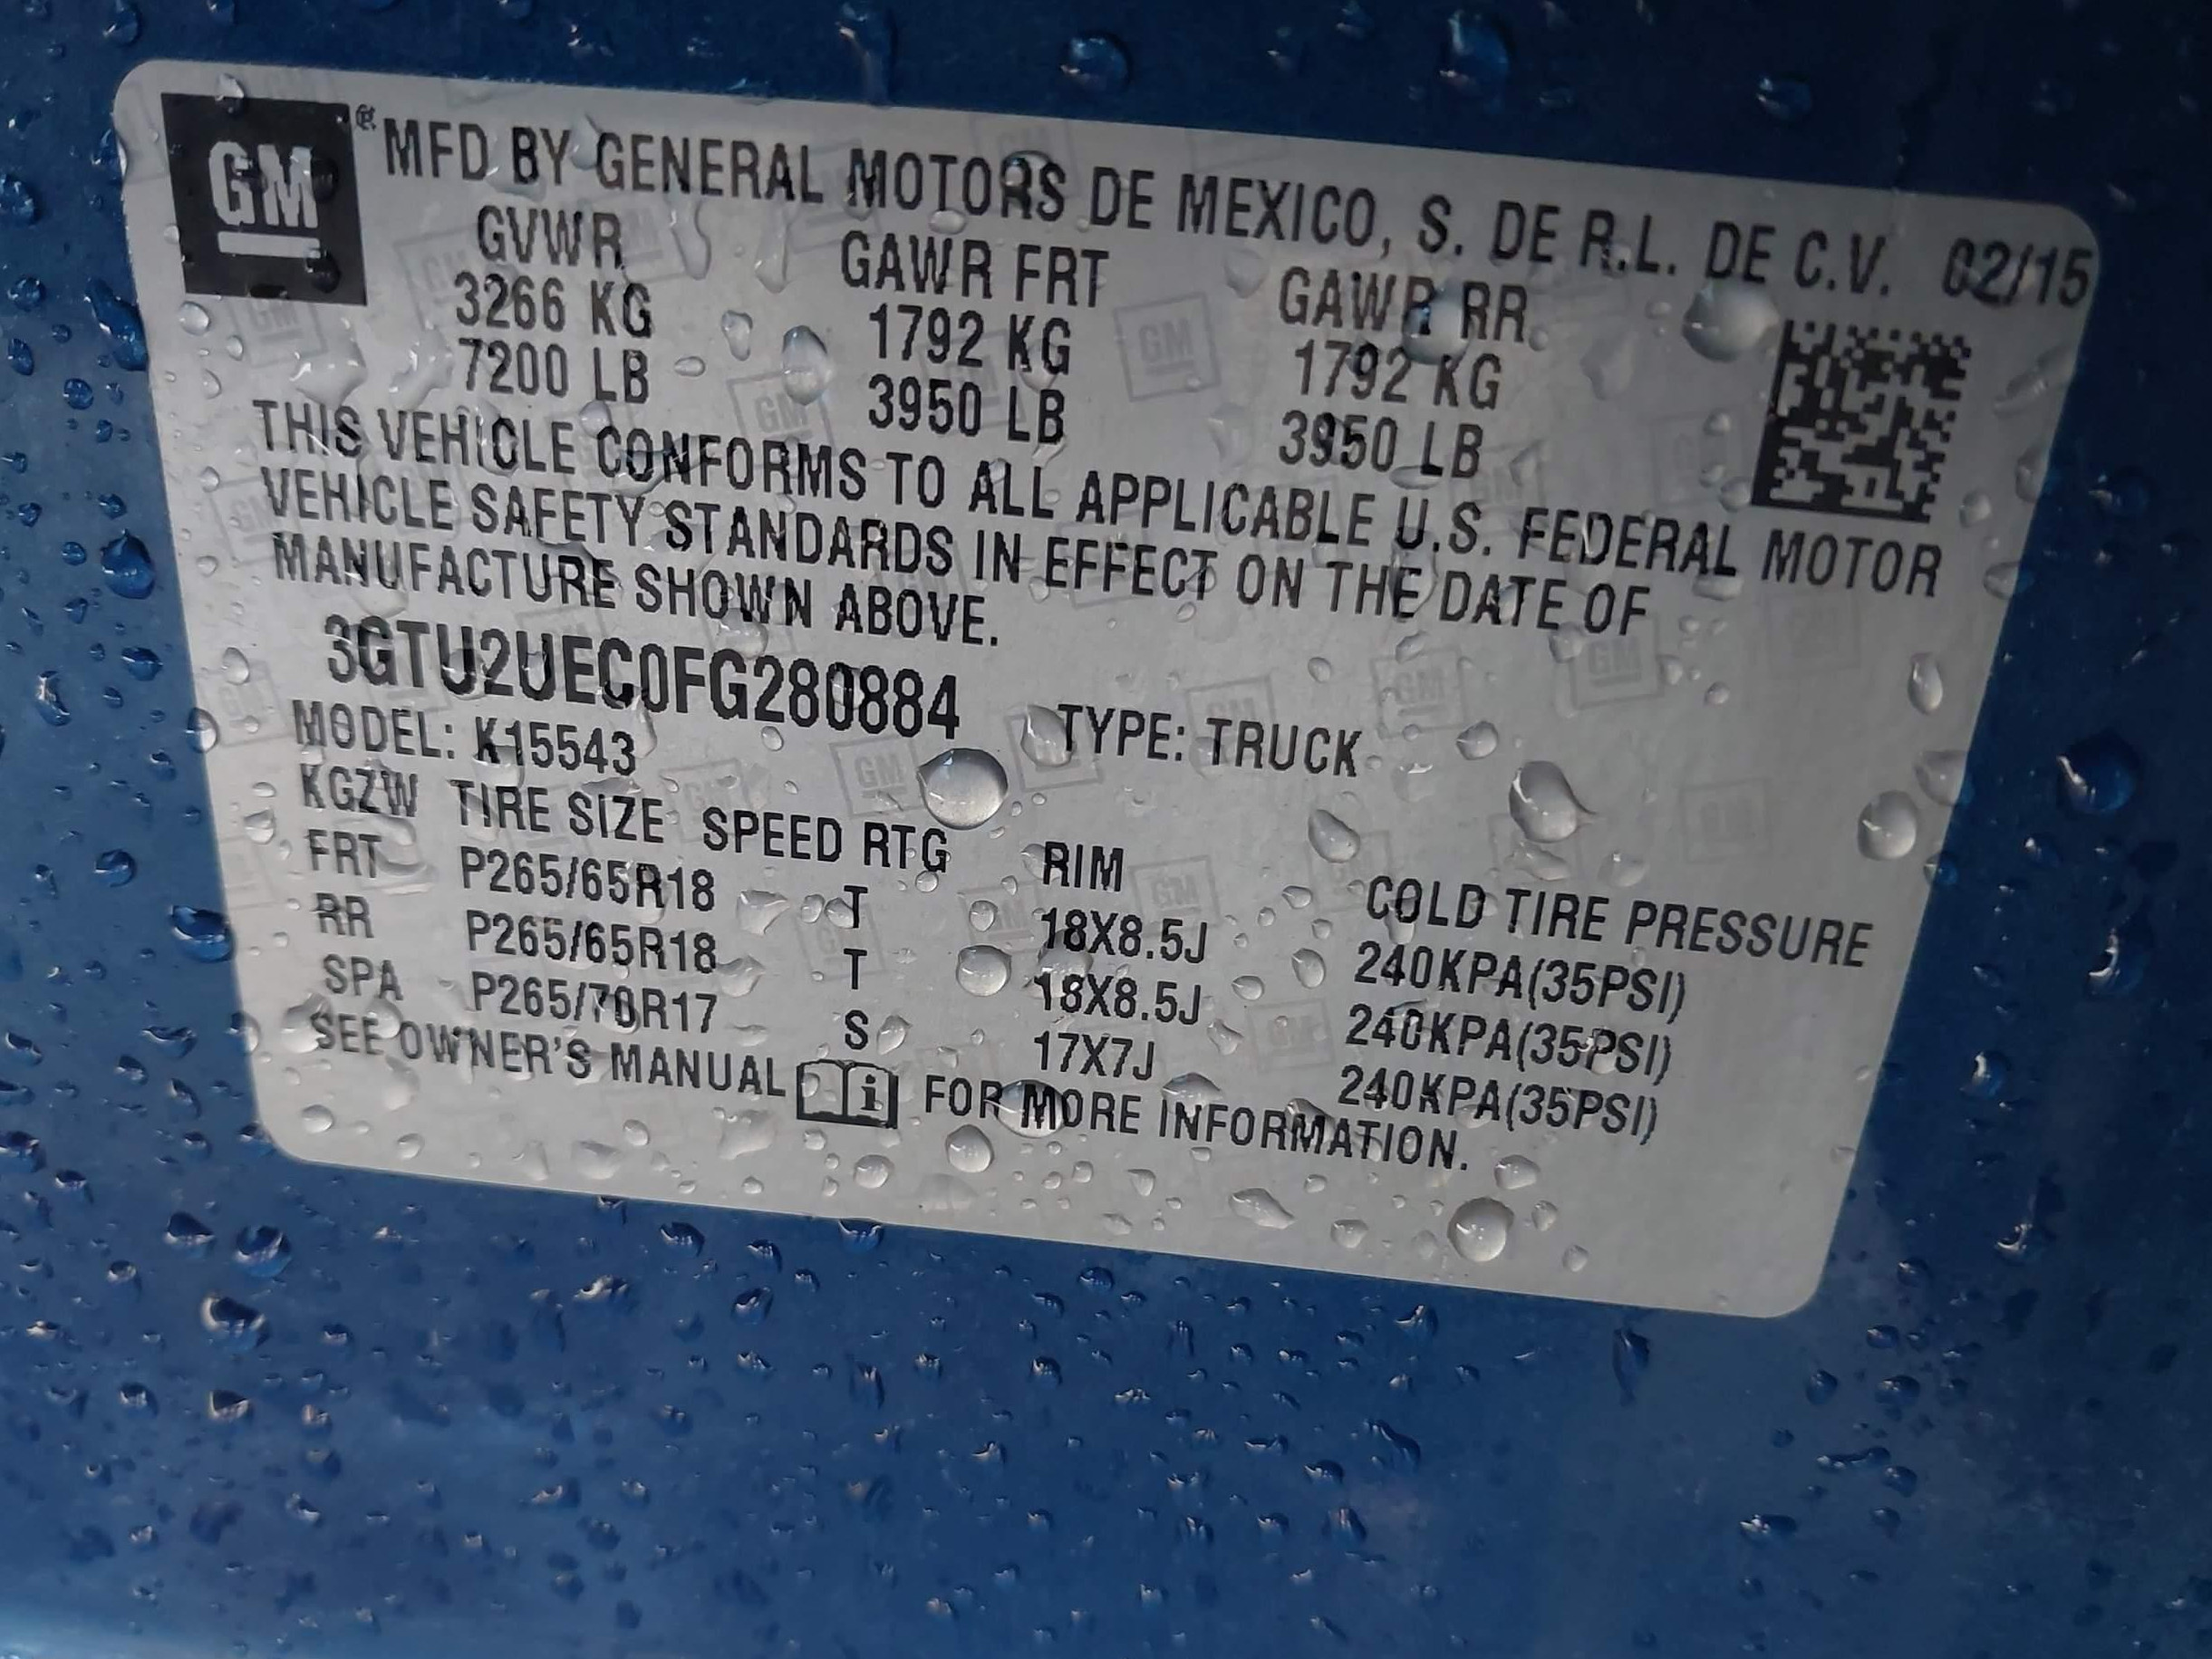 GM ® MFD BY GENERAL MOTORS DE MEXICO, S. DE R.L. DE C.V. 02/15
GVWR GAWR FRT GAWR RR
3266 KG 1792 KG 1792 KG
7200 LB 3950 LB 3950 LB
THIS VEHICLE CONFORMS TO ALL APPLICABLE U.S. FEDERAL MOTOR
VEHICLE SAFETY STANDARDS IN EFFECT ON THE DATE OF
MANUFACTURE SHOWN ABOVE.
3GTU2UEC0FG280884 TYPE: TRUCK
MODEL: K15543
KGZW TIRE SIZE SPEED RTG RIM COLD TIRE PRESSURE
FRT P265/65R18 T 18X8.5J 240KPA(35PSI)
RR P265/65R18 T 18X8.5J 240KPA(35PSI)
SPA P265/70R17 S 17X7J 240KPA(35PSI)
SEE OWNER'S MANUAL i FOR MORE INFORMATION.